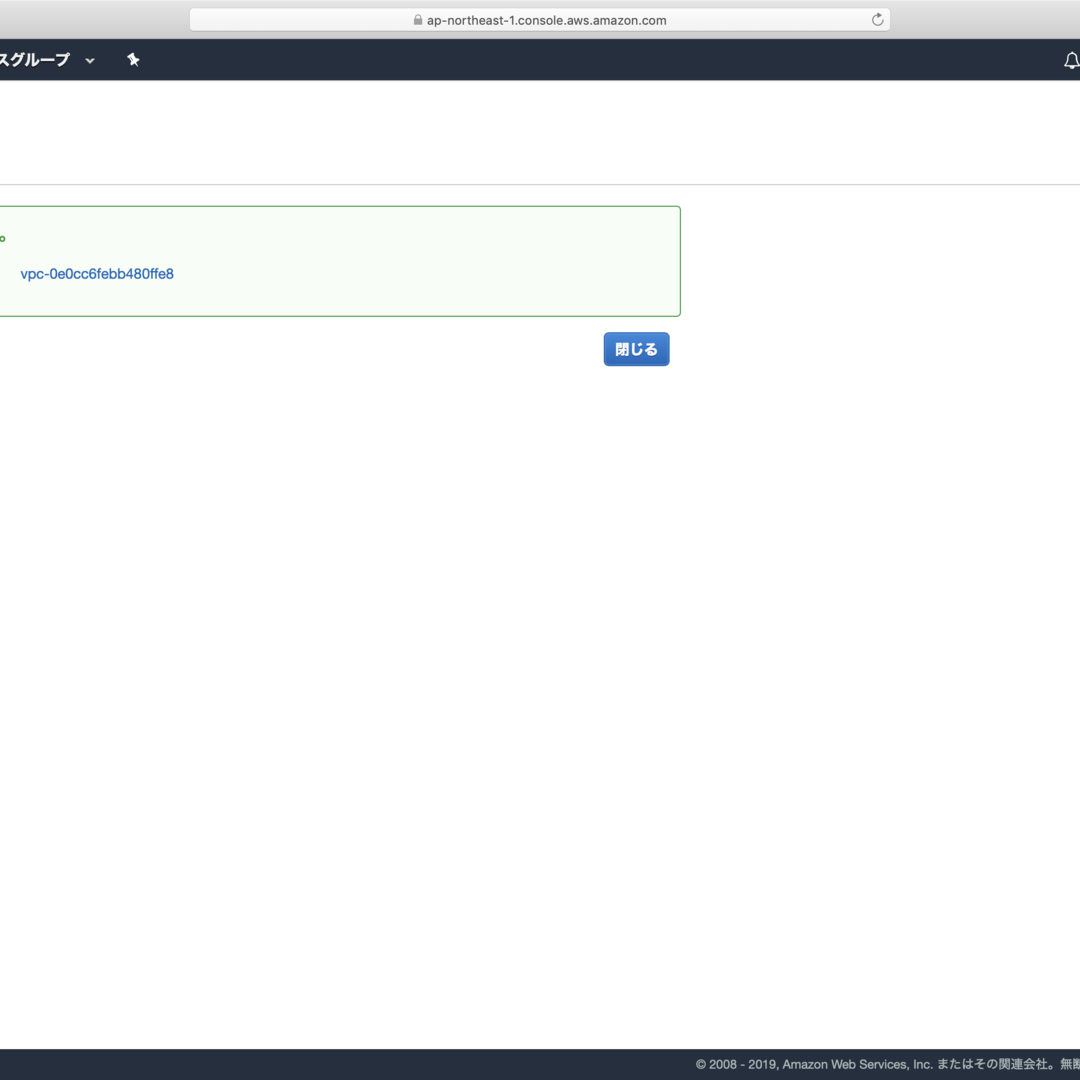 ap-northeast-1.console.aws.amazon.com
スグループ
。
vpc-0e0cc6febb480ffe8
閉じる
© 2008 - 2019, Amazon Web Services, Inc. またはその関連会社。無断